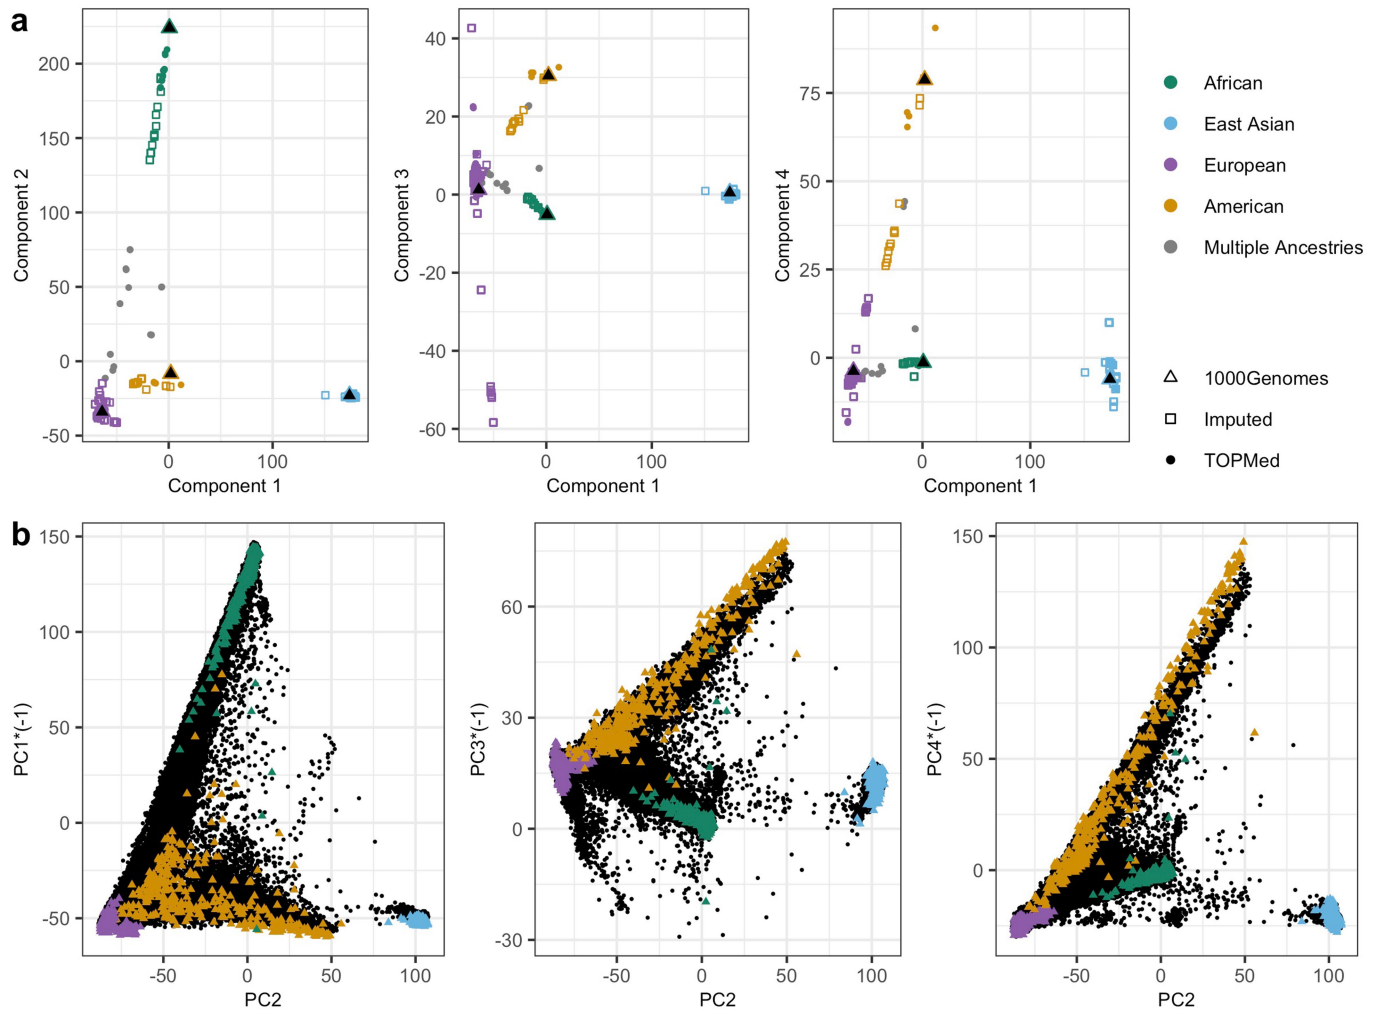 a
200
150
100
50
0
-50
0
100
Component 1
Component 2
40
20
0
-20
-40
-60
0
100
Component 1
Component 3
75
50
25
0
0
100
Component 1
Component 4
African
East Asian
European
American
Multiple Ancestries
1000Genomes
Imputed
TOPMed
b
150
100
50
0
-50
-50
0
50
100
PC2
PC1*(-1)
60
30
0
-30
-50
0
50
100
PC2
PC3*(-1)
150
100
50
0
-50
0
50
100
PC2
PC4*(-1)